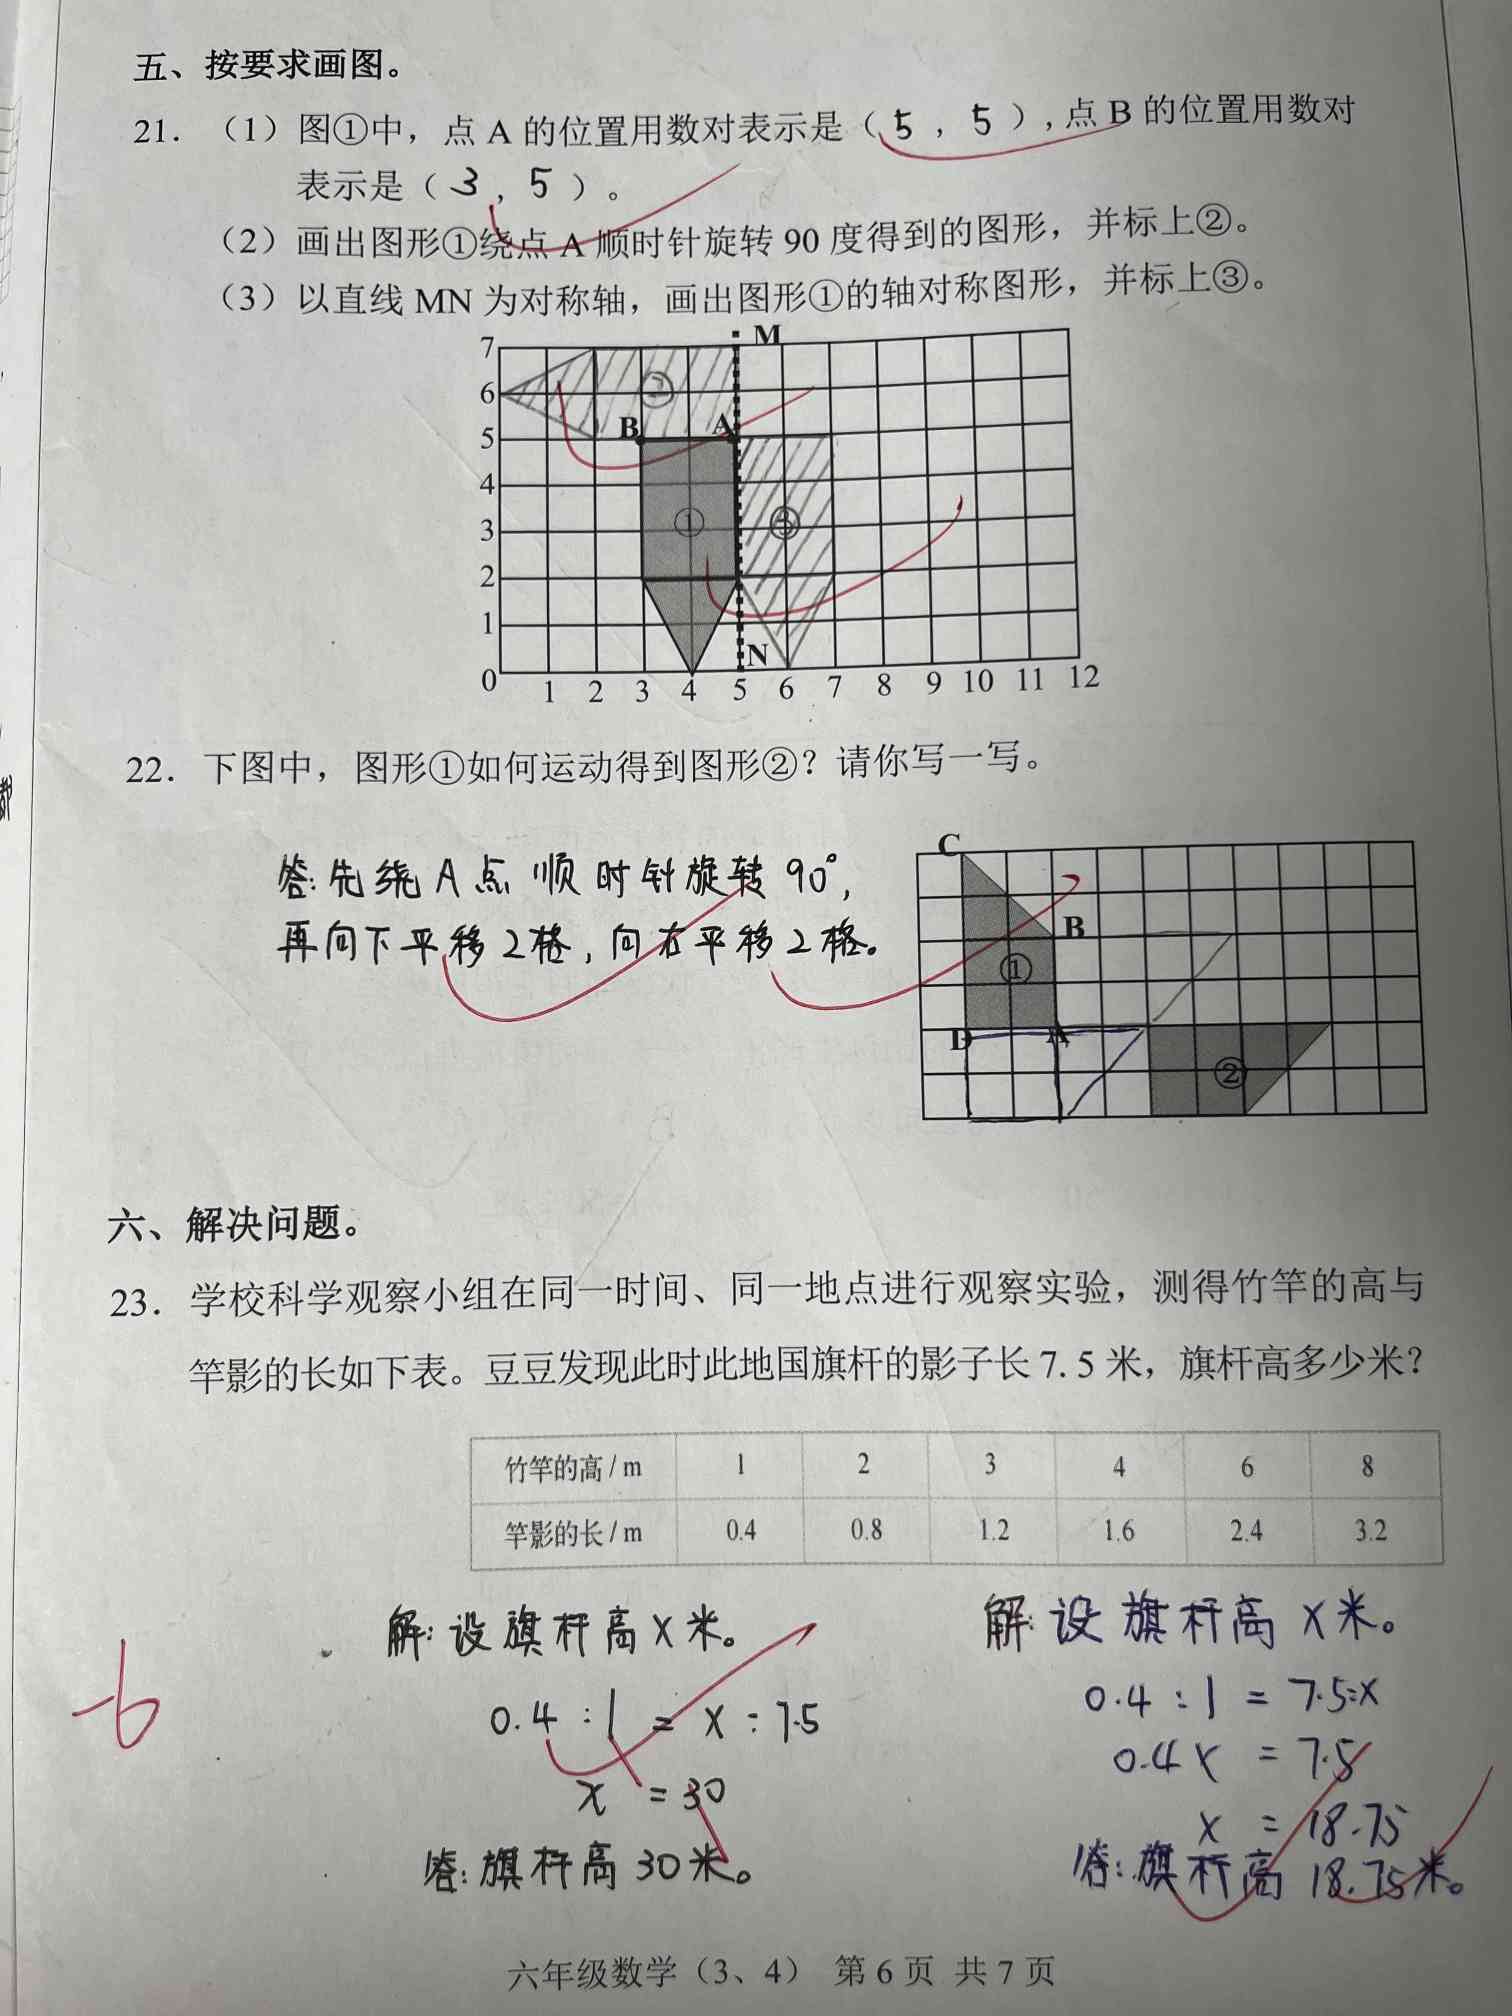 五、按要求画图。
21. （1）图①中，点 A 的位置用数对表示是（ 5 , 5 ），点 B 的位置用数对
表示是（ 3 , 5 ）。
（2）画出图形①绕点 A 顺时针旋转 90 度得到的图形，并标上②。
（3）以直线 MN 为对称轴，画出图形①的轴对称图形，并标上③。
M
7
6
②
5
B
A
4
3
①
③
2
1
N
0
1 2 3 4 5 6 7 8 9 10 11 12
22. 下图中，图形①如何运动得到图形②？请你写一写。
答:先绕A点顺时针旋转90°,
再向下平移2格,向右平移2格。
C
B
①
D
A
②
六、解决问题。
23. 学校科学观察小组在同一时间、同一地点进行观察实验，测得竹竿的高与
竿影的长如下表。豆豆发现此时此地国旗杆的影子长 7.5 米，旗杆高多少米？
竹竿的高/m 1 2 3 4 6 8
竿影的长/m 0.4 0.8 1.2 1.6 2.4 3.2
解:设旗杆高x米。
0.4:1=x:7.5
x=30
答:旗杆高30米。
解:设旗杆高x米。
0.4:1=7.5:x
0.4x=7.5
x=18.75
答:旗杆高18.75米。
-6
六年级数学（3、4） 第 6 页 共 7 页